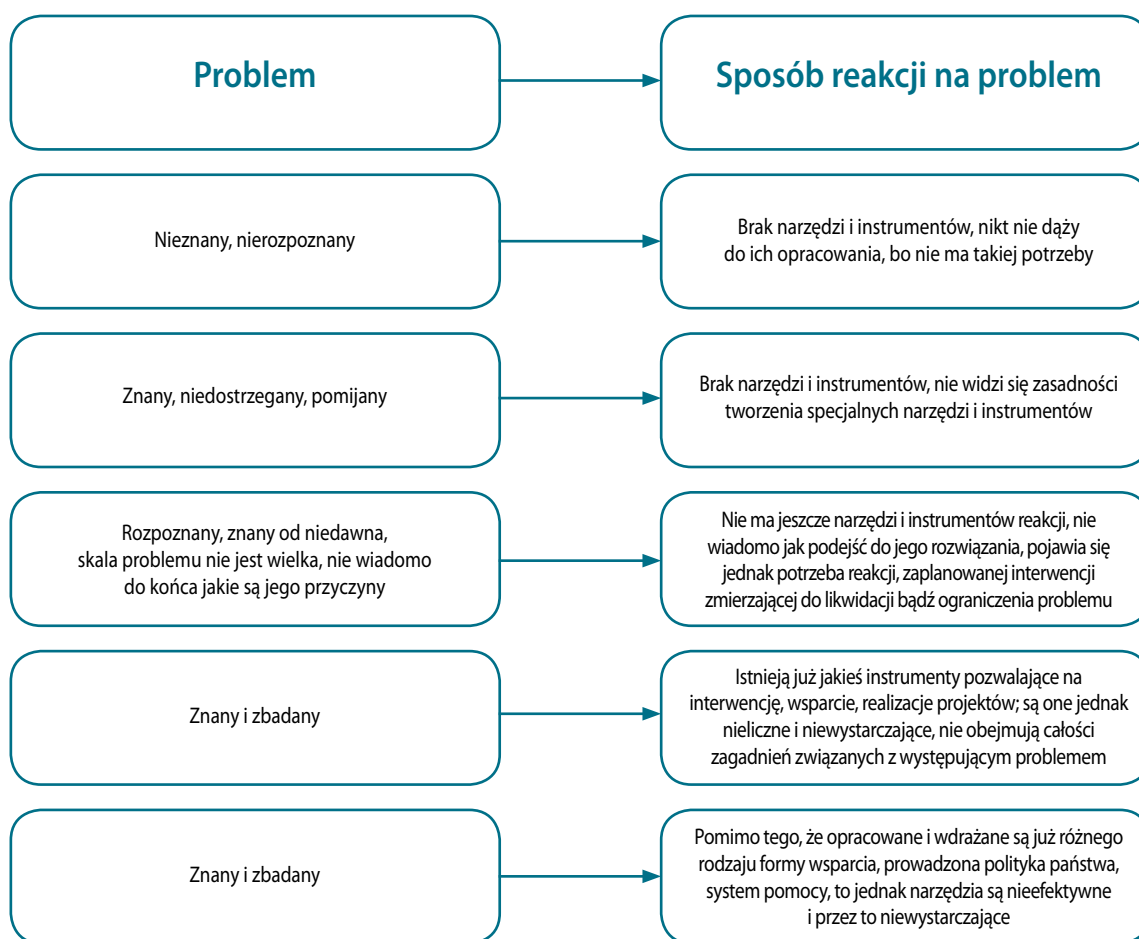 Problem
Sposób reakcji na problem
Nieznany, nierozpoznany
Brak narzędzi i instrumentów, nikt nie dąży
do ich opracowania, bo nie ma takiej potrzeby
Znany, niedostrzegany, pomijany
Brak narzędzi i instrumentów, nie widzi się zasadności
tworzenia specjalnych narzędzi i instrumentów
Rozpoznany, znany od niedawna,
skala problemu nie jest wielka, nie wiadomo
do końca jakie są jego przyczyny
Nie ma jeszcze narzędzi i instrumentów reakcji, nie
wiadomo jak podejść do jego rozwiązania, pojawia się
jednak potrzeba reakcji, zaplanowanej interwencji
zmierzającej do likwidacji bądź ograniczenia problemu
Znany i zbadany
Istnieją już jakieś instrumenty pozwalające na
interwencję, wsparcie, realizacje projektów; są one jednak
nieliczne i niewystarczające, nie obejmują całości
zagadnień związanych z występującym problemem
Znany i zbadany
Pomimo tego, że opracowane i wdrażane są już różnego
rodzaju formy wsparcia, prowadzona polityka państwa,
system pomocy, to jednak narzędzia są nieefektywne
i przez to niewystarczające